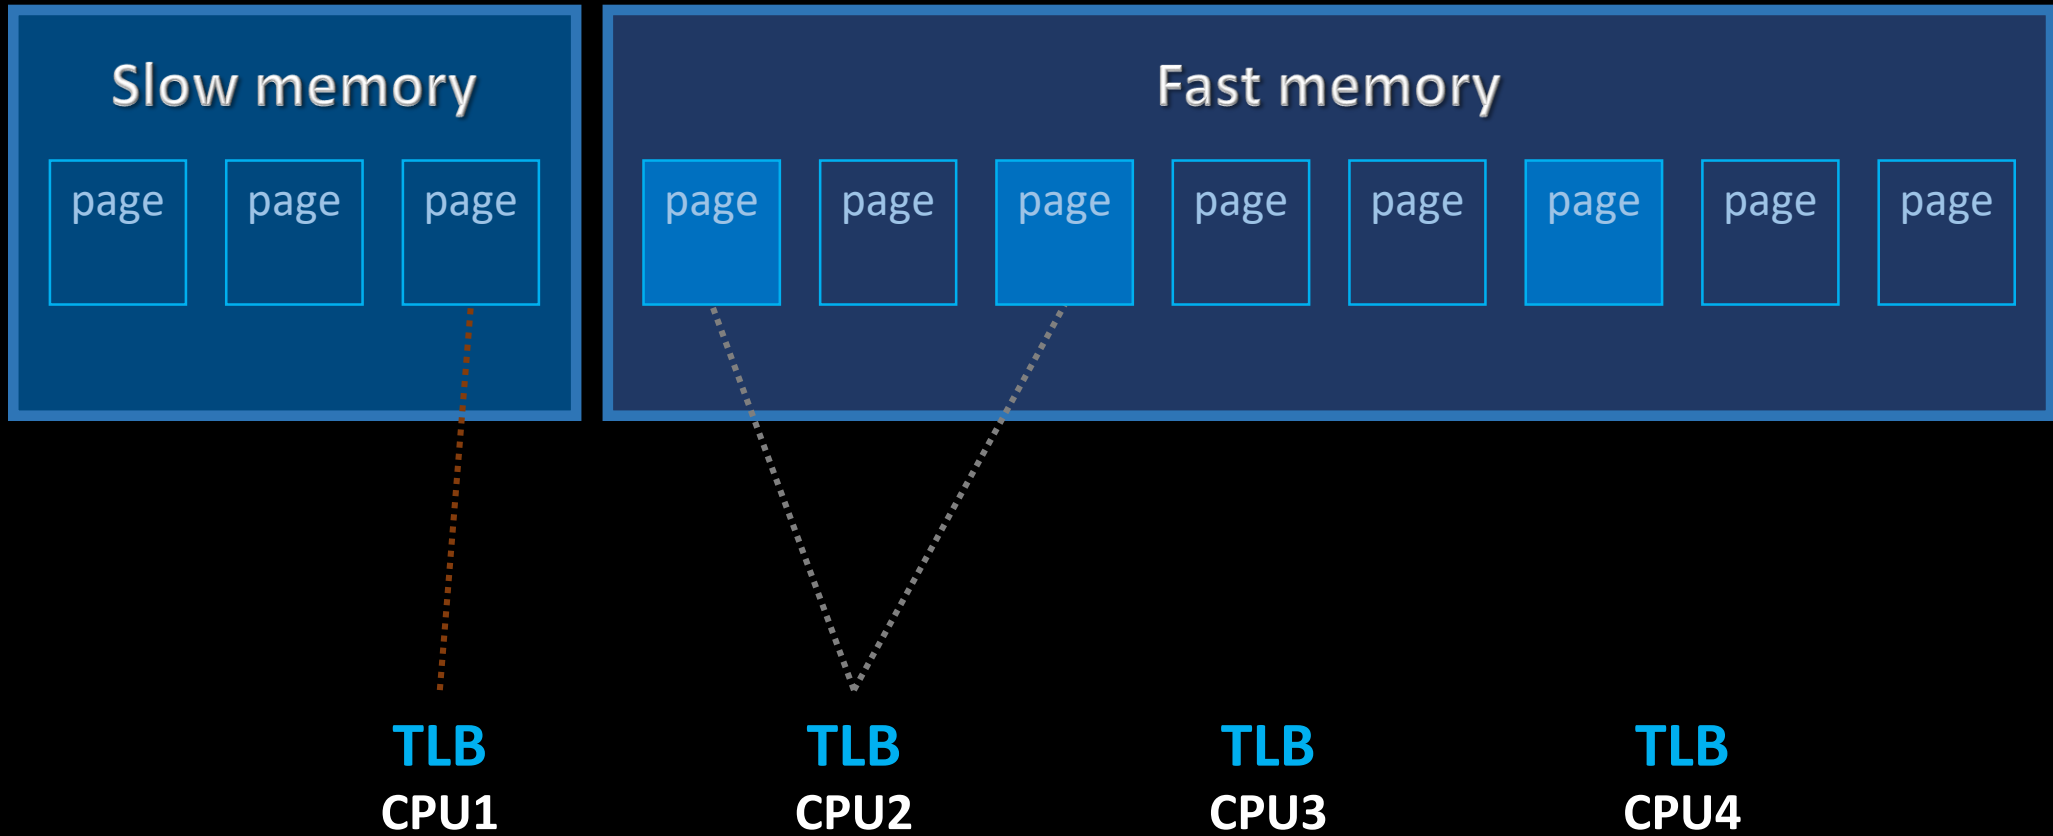 Slow memory Fast memory
page page page page page page page page page page page
TLB TLB TLB TLB
CPU1 CPU2 CPU3 CPU4